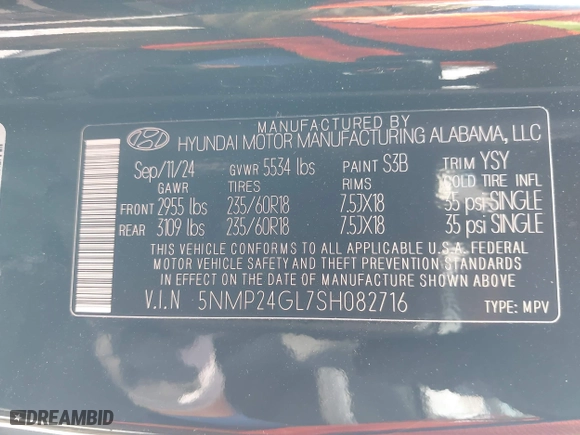 MANUFACTURED BY
HYUNDAI MOTOR MANUFACTURING ALABAMA, LLC
Sep/11/24 GVWR 5534 lbs PAINT S3B TRIM YSY
GAWR TIRES RIMS COLD TIRE INFL
FRONT 2955 lbs 235/60R18 7.5JX18 35 psi SINGLE
REAR 3109 lbs 235/60R18 7.5JX18 35 psi SINGLE
THIS VEHICLE CONFORMS TO ALL APPLICABLE U.S.A. FEDERAL
MOTOR VEHICLE SAFETY AND THEFT PREVENTION STANDARDS
IN EFFECT ON THE DATE OF MANUFACTURE SHOWN ABOVE
V.I.N 5NMP24GL7SH082716 TYPE: MPV
DREAMBID